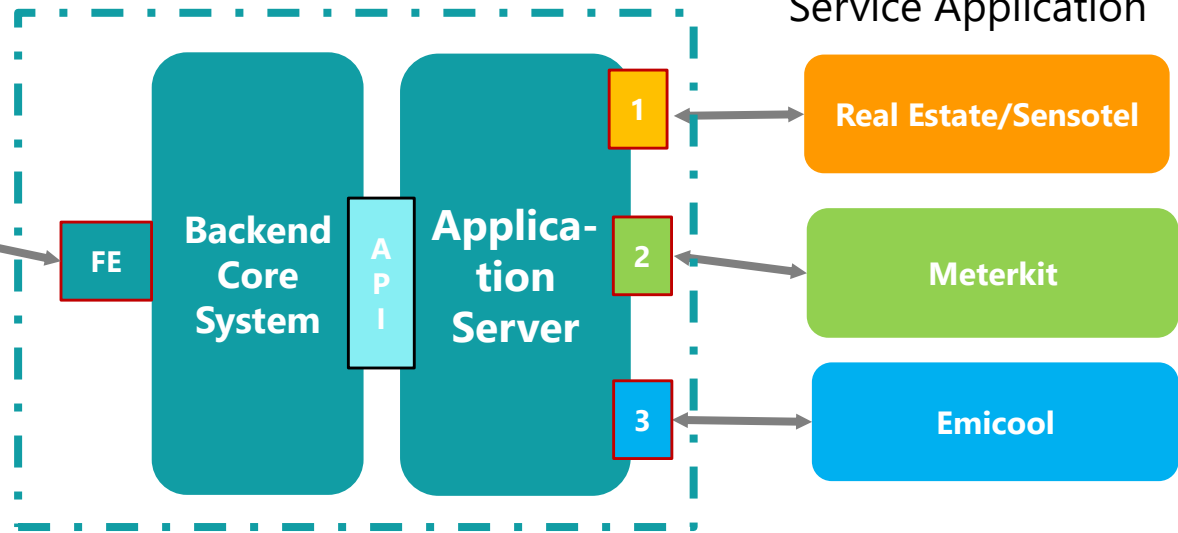 Service Application
1
Real Estate/Sensotel
FE
Backend
Core
System
A
P
I
Applica-
tion
Server
2
Meterkit
3
Emicool